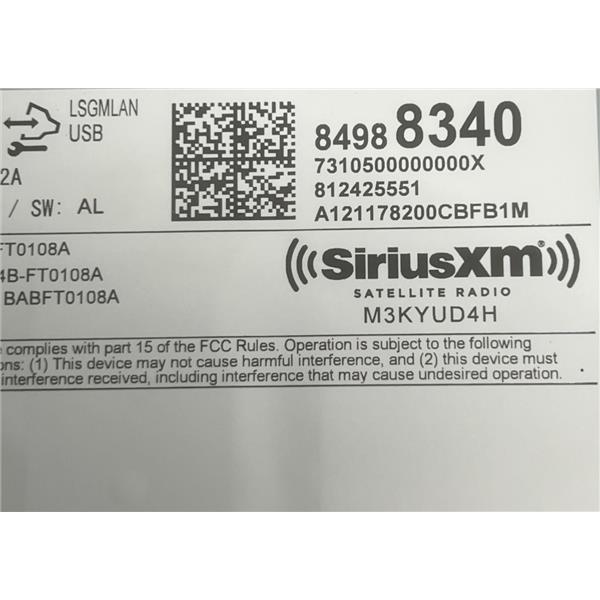 LSGMLAN
USB
2A
/ SW: AL
8498 8340
7310500000000X
812425551
A121178200CBFB1M
FT0108A
4B-FT0108A
BABFT0108A
SiriusXm
SATELLITE RADIO
M3KYUD4H
complies with part 15 of the FCC Rules. Operation is subject to the following
ons: (1) This device may not cause harmful interference, and (2) this device must
interference received, including interference that may cause undesired operation.